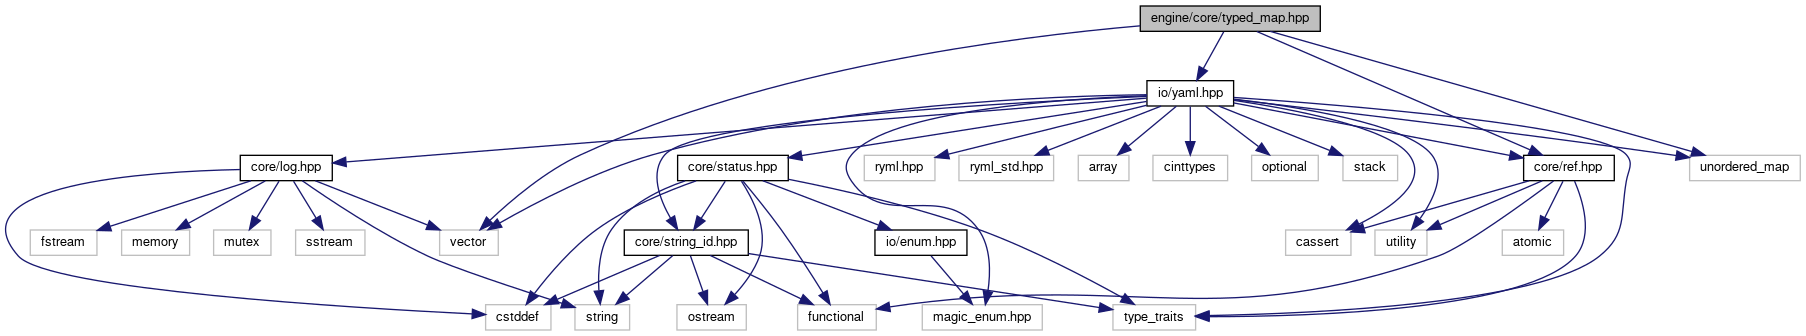 engine/core/typed_map.hpp
io/yaml.hpp
core/log.hpp
core/status.hpp
ryml.hpp
ryml_std.hpp
array
cinttypes
optional
stack
core/ref.hpp
unordered_map
fstream
memory
mutex
sstream
vector
core/string_id.hpp
io/enum.hpp
cassert
utility
atomic
cstddef
string
ostream
functional
magic_enum.hpp
type_traits